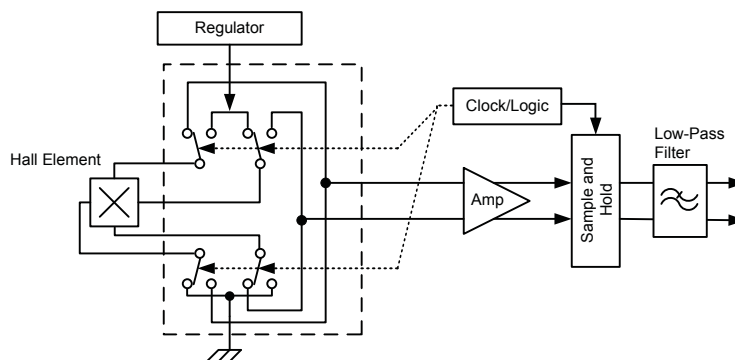 Regulator
Clock/Logic
Low-Pass
Filter
Hall Element
Amp
Sample and
Hold